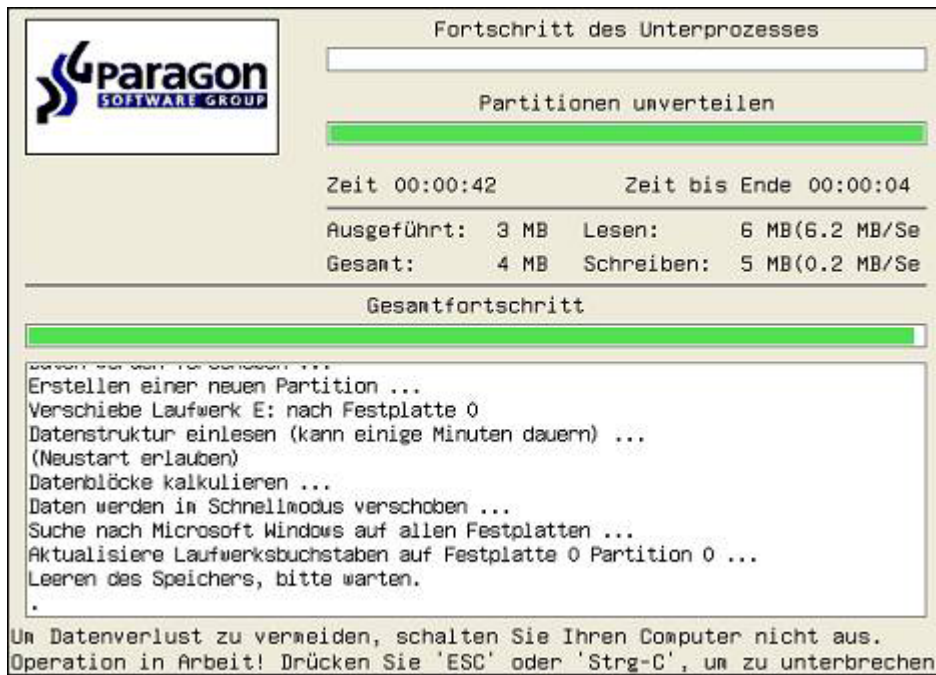 Paragon
SOFTWARE GROUP
Fortschritt des Unterprozesses
Partitionen umverteilen
Zeit 00:00:42 Zeit bis Ende 00:00:04
Ausgeführt: 3 MB Lesen: 6 MB(6.2 MB/Se
Gesamt: 4 MB Schreiben: 5 MB(0.2 MB/Se
Gesamtfortschritt
Daten werden verschoben ...
Erstellen einer neuen Partition ...
Verschiebe Laufwerk E: nach Festplatte 0
Datenstruktur einlesen (kann einige Minuten dauern) ...
(Neustart erlauben)
Datenblöcke kalkulieren ...
Daten werden im Schnellmodus verschoben ...
Suche nach Microsoft Windows auf allen Festplatten ...
Aktualisiere Laufwerksbuchstaben auf Festplatte 0 Partition 0 ...
Leeren des Speichers, bitte warten.
.
Um Datenverlust zu vermeiden, schalten Sie Ihren Computer nicht aus.
Operation in Arbeit! Drücken Sie 'ESC' oder 'Strg-C', um zu unterbrechen